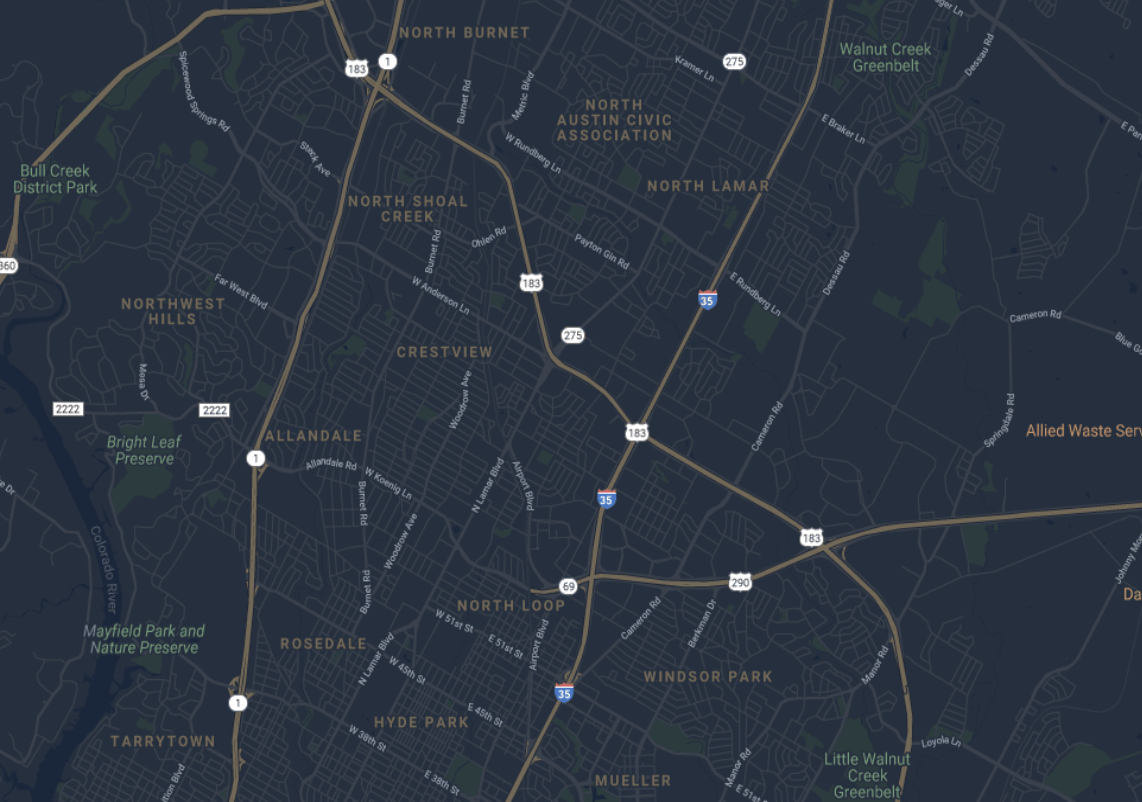 NORTH BURNET
183
1
275
Kramer Ln
Walnut Creek
Greenbelt
Dessau Rd
Spicewood Springs Rd
Burnet Rd
Metric Blvd
NORTH
AUSTIN CIVIC
ASSOCIATION
E Braker Ln
W Rundberg Ln
Bull Creek
District Park
NORTH LAMAR
NORTH SHOAL
CREEK
Ohlen Rd
Burnet Rd
Payton Gin Rd
360
183
W Anderson Ln
Far West Blvd
35
E Rundberg Ln
Dessau Rd
NORTHWEST
HILLS
Cameron Rd
275
CRESTVIEW
Mesa Dr
Woodrow Ave
2222
2222
183
Cameron Rd
Springdale Rd
Allied Waste Serv
ALLANDALE
Bright Leaf
Preserve
1
Allandale Rd
W Koenig Ln
N Lamar Blvd
Airport Blvd
35
Burnet Rd
Woodrow Ave
183
Colorado River
69
290
NORTH LOOP
Burnet Rd
W 51st St
E 51st St
Cameron Rd
Berkman Dr
Mayfield Park and
Nature Preserve
ROSEDALE
N Lamar Blvd
W 45th St
Airport Blvd
WINDSOR PARK
Manor Rd
35
1
HYDE PARK
E 45th St
TARRYTOWN
W 38th St
E 38th St
MUELLER
Manor Rd
E 51st St
Little Walnut
Creek
Greenbelt
Loyola Ln